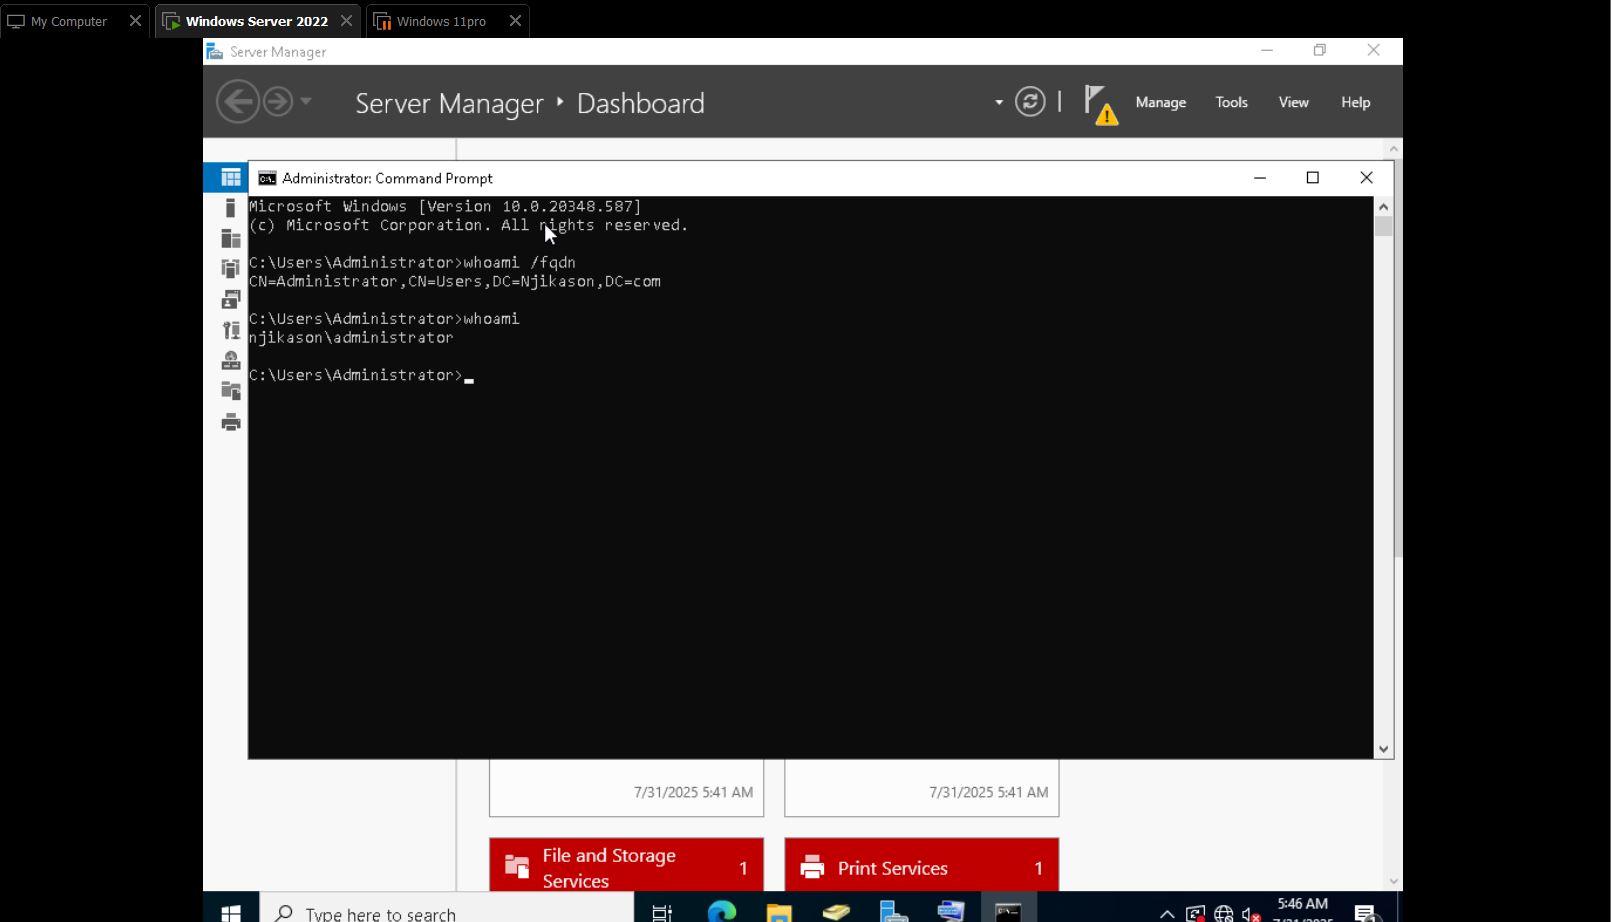 My Computer
Windows Server 2022
Windows 11pro
Server Manager
Server Manager Dashboard
Manage
Tools
View
Help
Administrator: Command Prompt
Microsoft Windows [Version 10.0.20348.587]
(c) Microsoft Corporation. All rights reserved.
C:\Users\Administrator>whoami /fqdn
CN=Administrator,CN=Users,DC=Njikason,DC=com
C:\Users\Administrator>whoami
njikason\administrator
C:\Users\Administrator>
7/31/2025 5:41 AM
7/31/2025 5:41 AM
File and Storage
Services
1
Print Services
1
Type here to search
5:46 AM
7/31/2025